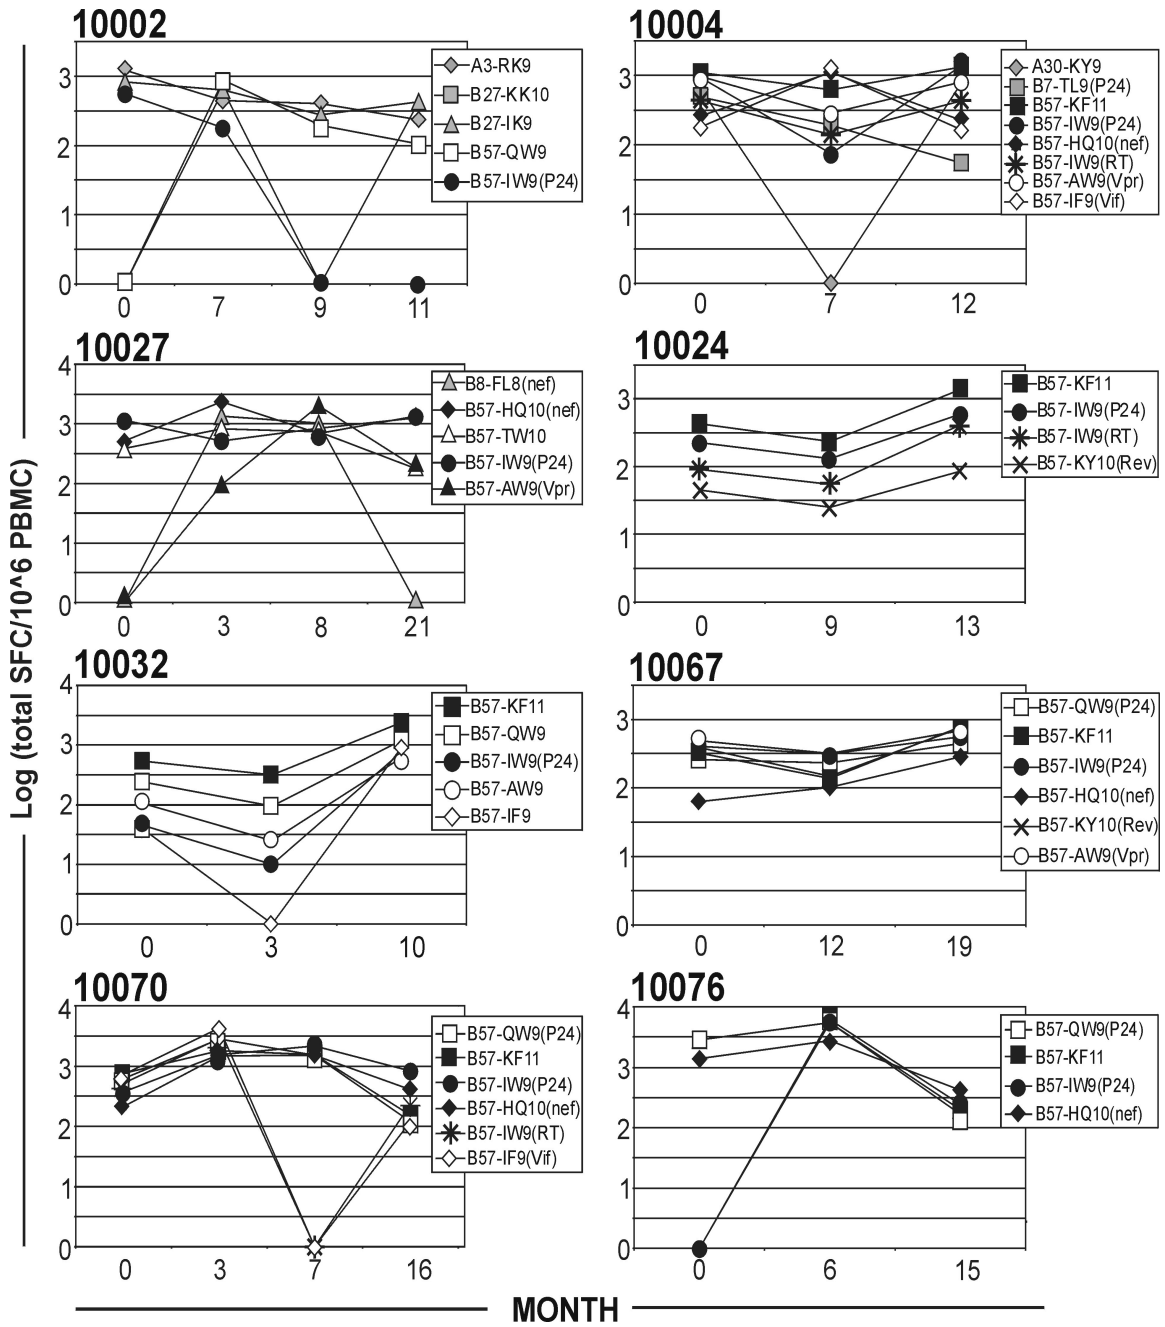 10002
3
2
1
0
0 7 9 11
A3-RK9
B27-KK10
B27-IK9
B57-QW9
B57-IW9(P24)
10004
3
2
1
0
0 7 12
A30-KY9
B7-TL9(P24)
B57-KF11
B57-IW9(P24)
B57-HQ10(nef)
B57-IW9(RT)
B57-AW9(Vpr)
B57-IF9(Vif)
10027
4
3
2
1
0
0 3 8 21
B8-FL8(nef)
B57-HQ10(nef)
B57-TW10
B57-IW9(P24)
B57-AW9(Vpr)
10024
3
2
1
0
0 9 13
B57-KF11
B57-IW9(P24)
B57-IW9(RT)
B57-KY10(Rev)
Log (total SFC/10^6 PBMC)
10032
4
3
2
1
0
0 3 10
B57-KF11
B57-QW9
B57-IW9(P24)
B57-AW9
B57-IF9
10067
3
2
1
0
0 12 19
B57-QW9(P24)
B57-KF11
B57-IW9(P24)
B57-HQ10(nef)
B57-KY10(Rev)
B57-AW9(Vpr)
10070
4
3
2
1
0
0 3 7 16
B57-QW9(P24)
B57-KF11
B57-IW9(P24)
B57-HQ10(nef)
B57-IW9(RT)
B57-IF9(Vif)
10076
4
3
2
1
0
0 6 15
B57-QW9(P24)
B57-KF11
B57-IW9(P24)
B57-HQ10(nef)
MONTH